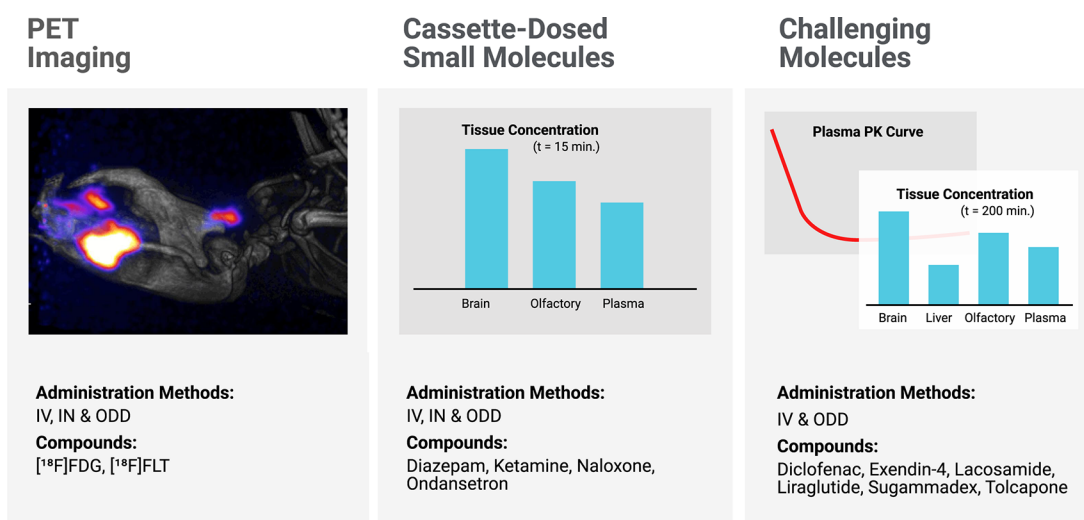 PET
Imaging
Cassette-Dosed
Small Molecules
Challenging
Molecules
Tissue Concentration
(t = 15 min.)
Brain
Olfactory
Plasma
Plasma PK Curve
Tissue Concentration
(t = 200 min.)
Brain
Liver
Olfactory
Plasma
Administration Methods:
IV, IN & ODD
Compounds:
[¹⁸F]FDG, [¹⁸F]FLT
Administration Methods:
IV, IN & ODD
Compounds:
Diazepam, Ketamine, Naloxone,
Ondansetron
Administration Methods:
IV & ODD
Compounds:
Diclofenac, Exendin-4, Lacosamide,
Liraglutide, Sugammadex, Tolcapone